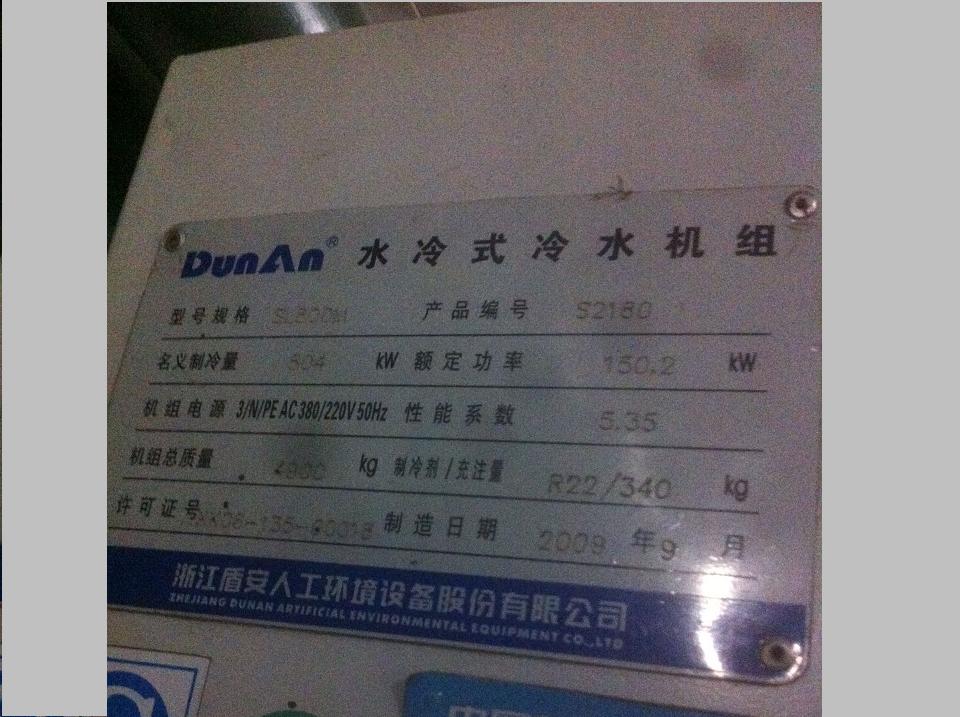 DunAn® 水冷式冷水机组
型号规格 SL800M 产品编号 S2180
名义制冷量 804 kW 额定功率 150.2 kW
机组电源 3/N/PE AC380/220V 50Hz 性能系数 5.35
机组总质量 4900 kg 制冷剂/充注量 R22/340 kg
许可证号 制造日期 2009 年 9 月
浙江盾安人工环境设备股份有限公司
ZHEJIANG DUNAN ARTIFICIAL ENVIRONMENTAL EQUIPMENT CO.,LTD